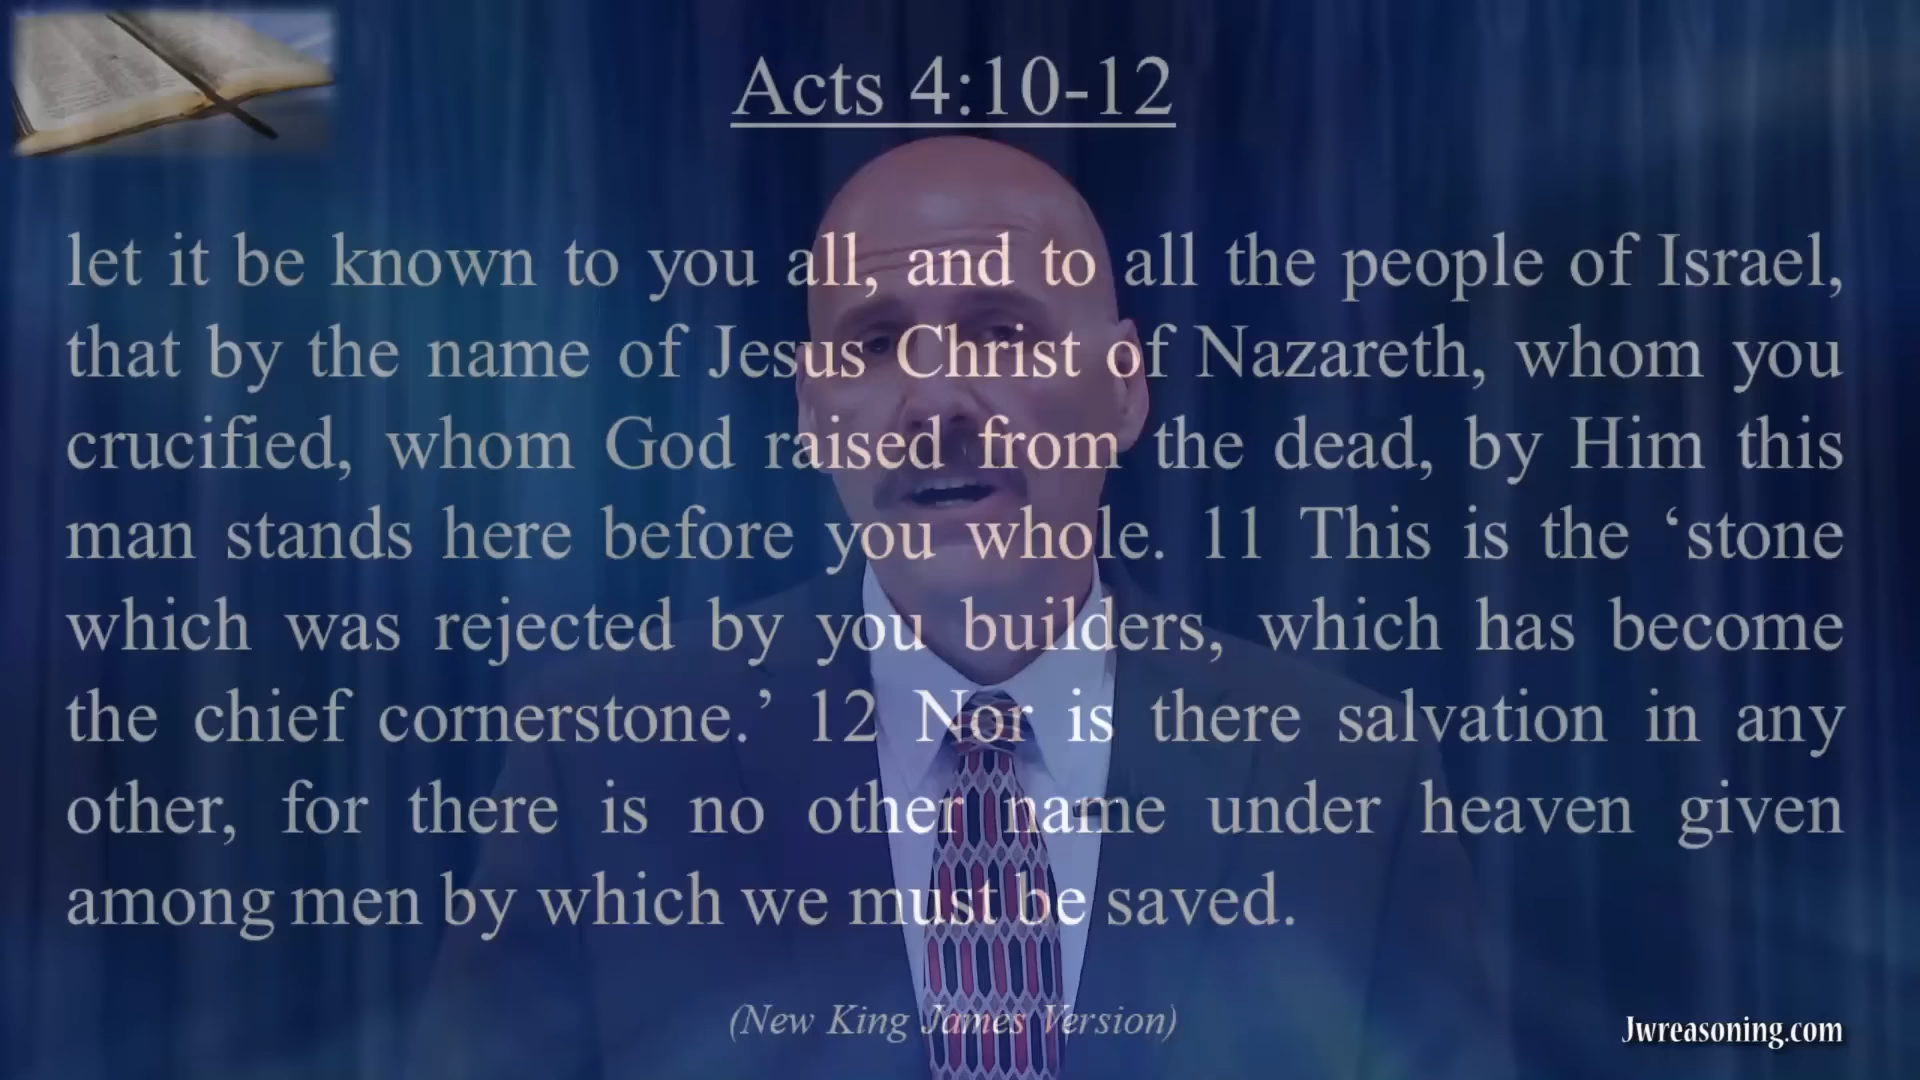 Acts 4:10-12
let it be known to you all, and to all the people of Israel,
that by the name of Jesus Christ of Nazareth, whom you
crucified, whom God raised from the dead, by Him this
man stands here before you whole. 11 This is the ‘stone
which was rejected by you builders, which has become
the chief cornerstone.’ 12 Nor is there salvation in any
other, for there is no other name under heaven given
among men by which we must be saved.
(New King James Version)
Jwreasoning.com